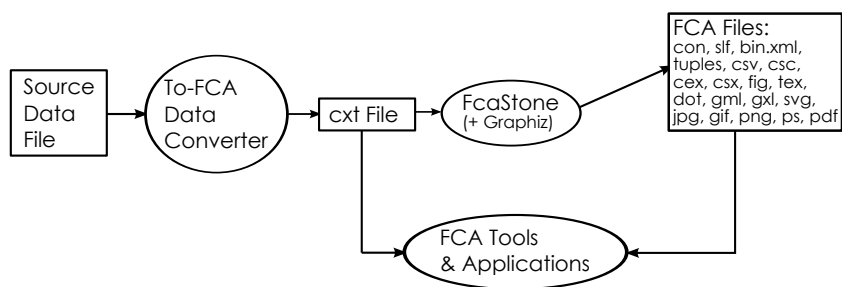 Source
Data
File
To-FCA
Data
Converter
cxt File
FcaStone
(+ Graphiz)
FCA Files:
con, slf, bin.xml,
tuples, csv, csc,
cex, csx, fig, tex,
dot, gml, gxl, svg,
jpg, gif, png, ps, pdf
FCA Tools
& Applications